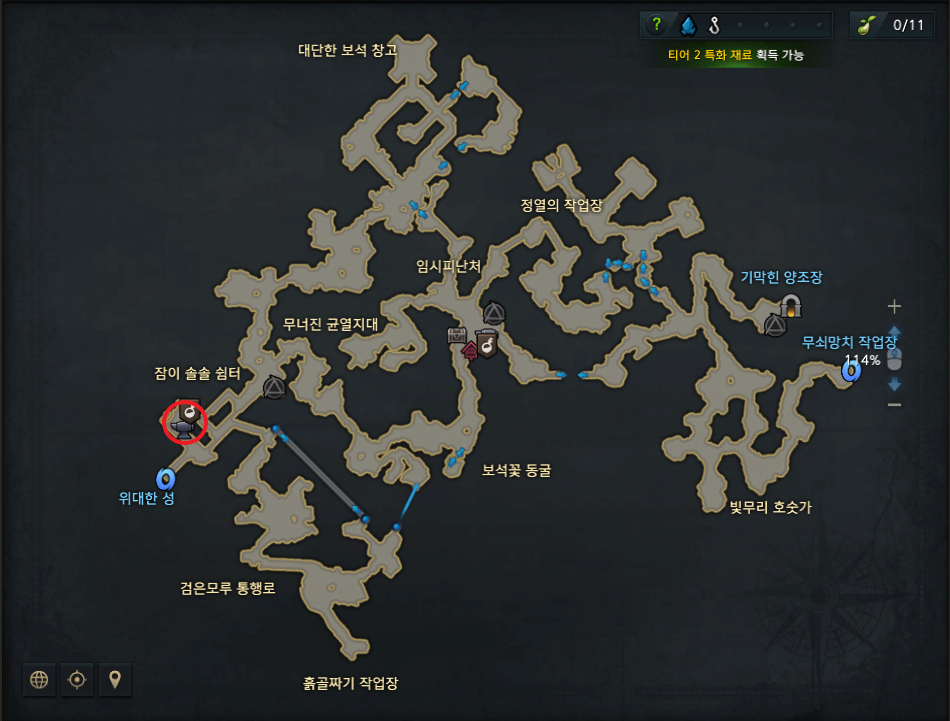 ?
0/11
티어 2 특화 재료 획득 가능
대단한 보석 창고
정열의 작업장
임시피난처
기막힌 양조장
무너진 균열지대
무쇠망치 작업장
114%
잠이 솔솔 쉼터
보석꽃 동굴
위대한 성
빛무리 호숫가
검은모루 통행로
흙골짜기 작업장